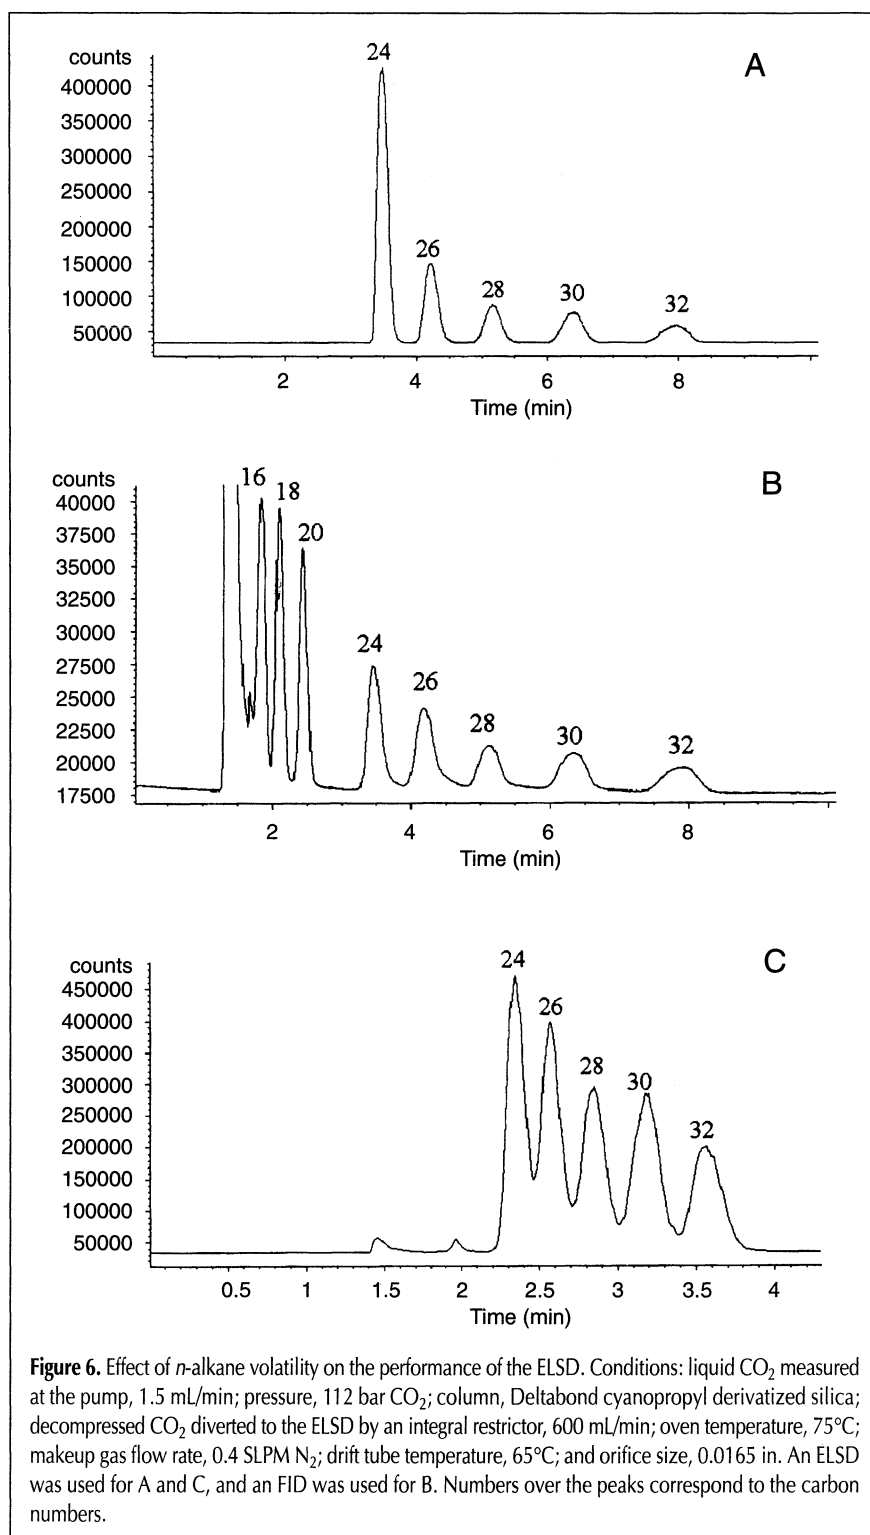 A
counts
24
400000
350000
300000
250000
200000
150000
100000
50000
26
28
30
32
2 4 6 8
Time (min)
B
counts
16
18
20
40000
37500
35000
32500
30000
27500
25000
22500
20000
17500
24
26
28
30
32
2 4 6 8
Time (min)
C
counts
24
450000
400000
350000
300000
250000
200000
150000
100000
50000
26
28
30
32
0.5 1 1.5 2 2.5 3 3.5 4
Time (min)
Figure 6. Effect of n-alkane volatility on the performance of the ELSD. Conditions: liquid CO₂ measured
at the pump, 1.5 mL/min; pressure, 112 bar CO₂; column, Deltabond cyanopropyl derivatized silica;
decompressed CO₂ diverted to the ELSD by an integral restrictor, 600 mL/min; oven temperature, 75°C;
makeup gas flow rate, 0.4 SLPM N₂; drift tube temperature, 65°C; and orifice size, 0.0165 in. An ELSD
was used for A and C, and an FID was used for B. Numbers over the peaks correspond to the carbon
numbers.